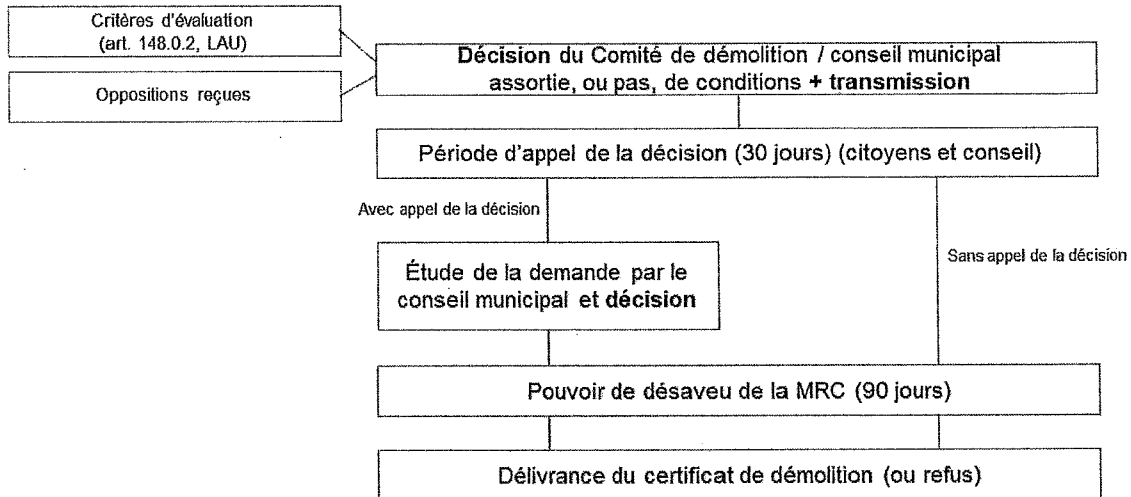 Critères d'évaluation
(art. 148.0.2, LAU)
Oppositions reçues
Décision du Comité de démolition / conseil municipal
assortie, ou pas, de conditions + transmission
Période d'appel de la décision (30 jours) (citoyens et conseil)
Avec appel de la décision
Sans appel de la décision
Étude de la demande par le
conseil municipal et décision
Pouvoir de désaveu de la MRC (90 jours)
Délivrance du certificat de démolition (ou refus)